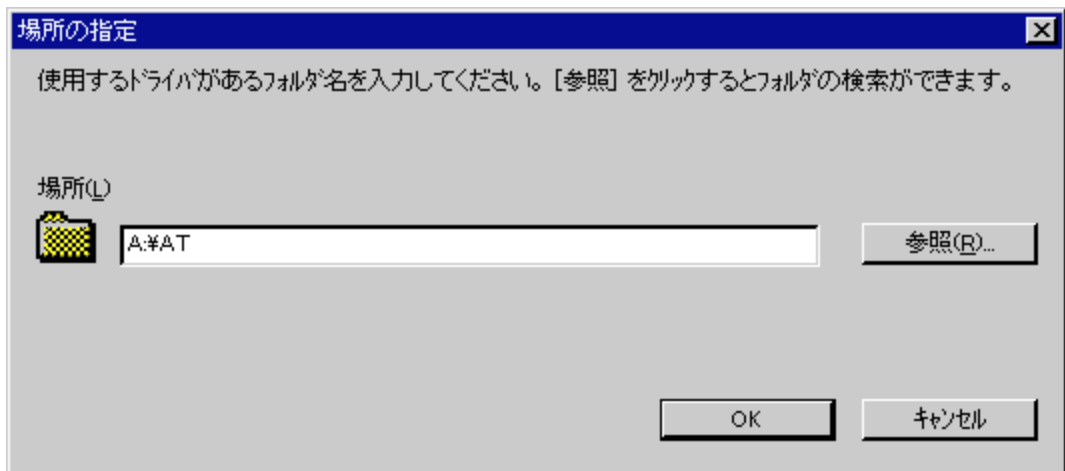 場所の指定
使用するﾄﾞﾗｲﾊﾞがあるﾌｫﾙﾀﾞ名を入力してください。［参照］ をｸﾘｯｸするとﾌｫﾙﾀﾞの検索ができます。
場所(L)
A:¥AT
参照(R)...
OK
ｷｬﾝｾﾙ